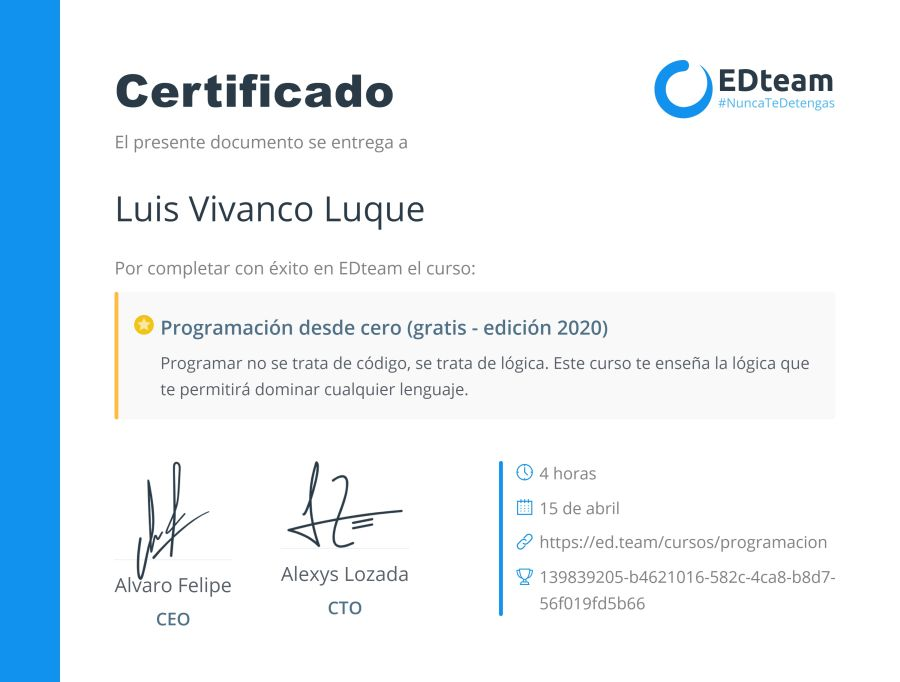 Certificado
EDteam
#NuncaTeDetengas
El presente documento se entrega a
Luis Vivanco Luque
Por completar con éxito en EDteam el curso:
Programación desde cero (gratis - edición 2020)
Programar no se trata de código, se trata de lógica. Este curso te enseña la lógica que
te permitirá dominar cualquier lenguaje.
Alvaro Felipe
CEO
Alexys Lozada
CTO
4 horas
15 de abril
https://ed.team/cursos/programacion
139839205-b4621016-582c-4ca8-b8d7-
56f019fd5b66